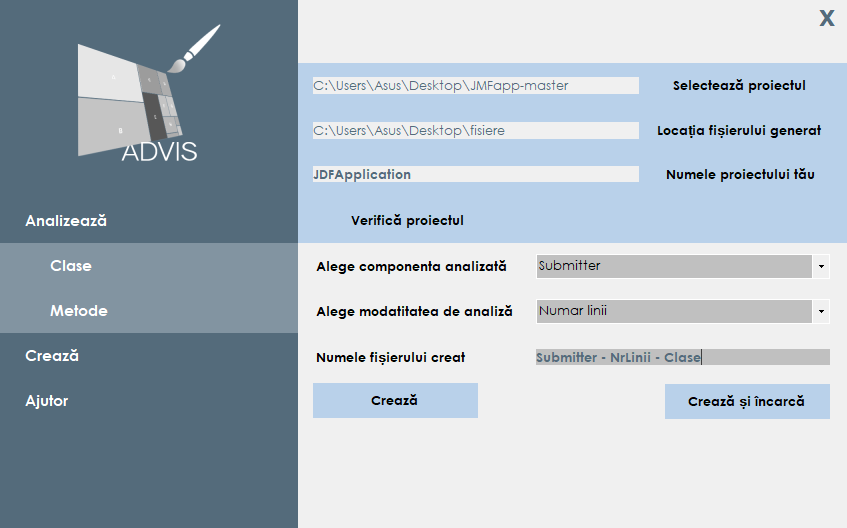 X
ADVIS
Analizează
Clase
Metode
Crează
Ajutor
C:\Users\Asus\Desktop\JMFapp-master
Selectează proiectul
C:\Users\Asus\Desktop\fisiere
Locația fișierului generat
JDFApplication
Numele proiectului tău
Verifică proiectul
Alege componenta analizată
Submitter
Alege modatitatea de analiză
Numar linii
Numele fișierului creat
Submitter - NrLinii - Clase
Crează
Crează și încarcă